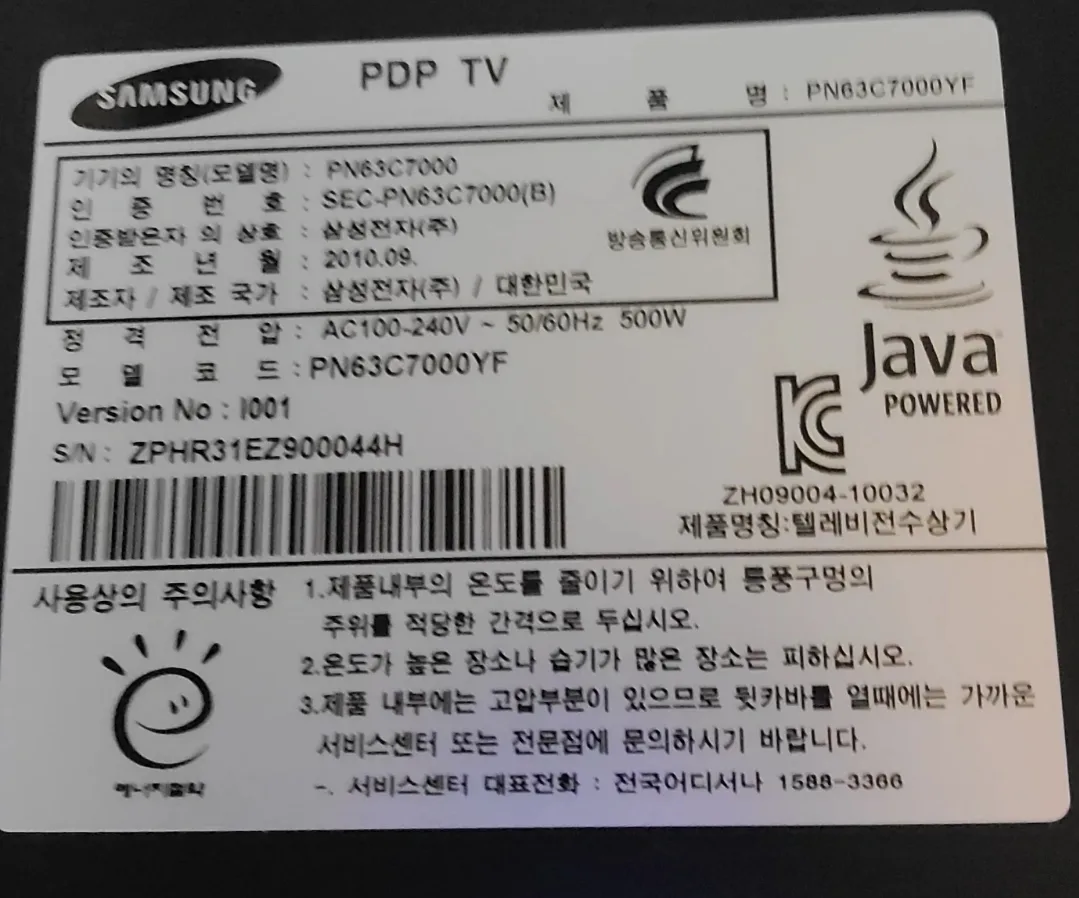 SAMSUNG PDP TV
제 품 명 : PN63C7000YF
기기의 명칭(모델명) : PN63C7000
인 증 번 호 : SEC-PN63C7000(B)
인증받은자 의 상호 : 삼성전자(주)
제 조 년 월 : 2010.09.
제조자 / 제조 국가 : 삼성전자(주) / 대한민국
방송통신위원회
정 격 전 압 : AC100-240V ~ 50/60Hz 500W
모 델 코 드 : PN63C7000YF
Version No : I001
S/N : ZPHR31EZ900044H
Java
POWERED
KC
ZH09004-10032
제품명칭:텔레비전수상기
사용상의 주의사항
1.제품내부의 온도를 줄이기 위하여 통풍구멍의
주위를 적당한 간격으로 두십시오.
2.온도가 높은 장소나 습기가 많은 장소는 피하십시오.
3.제품 내부에는 고압부분이 있으므로 뒷카바를 열때에는 가까운
서비스센터 또는 전문점에 문의하시기 바랍니다.
-. 서비스센터 대표전화 : 전국어디서나 1588-3366
에너지절약